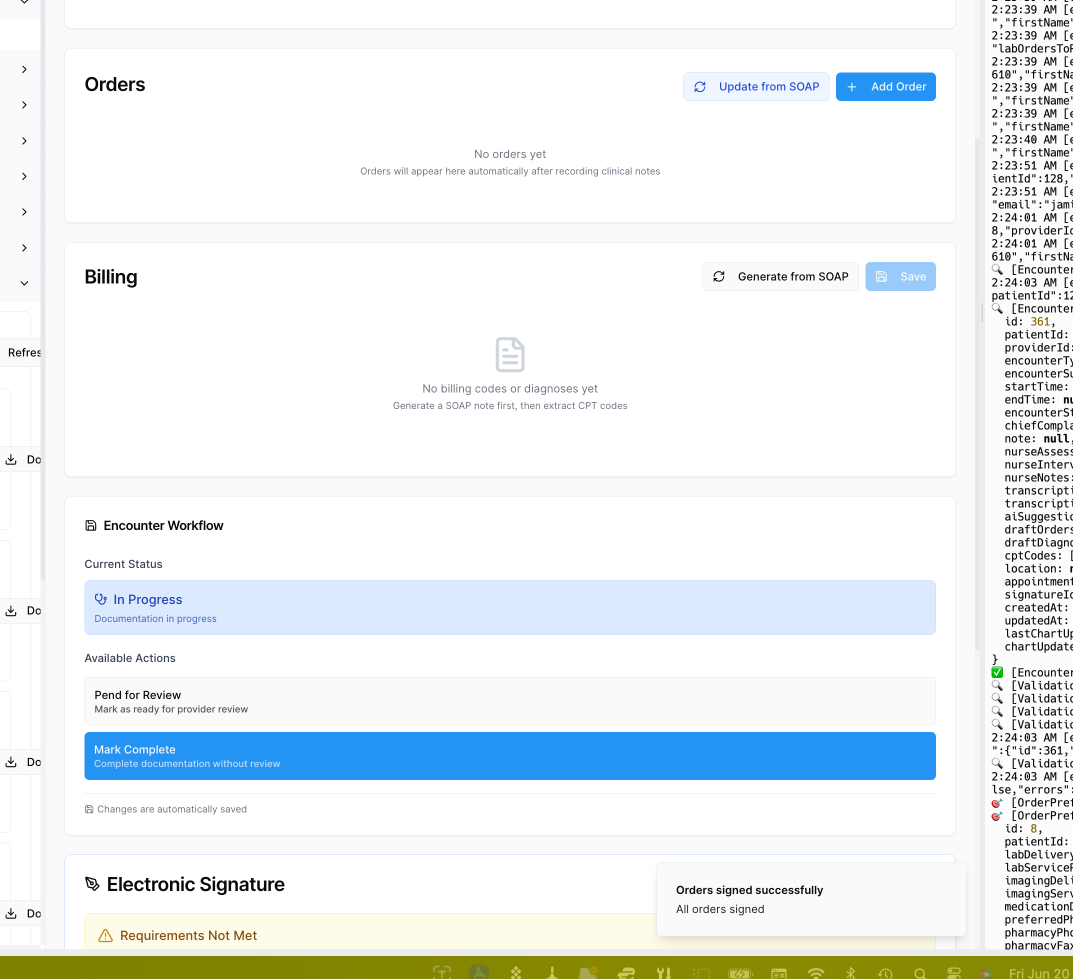 Orders
Update from SOAP
Add Order
No orders yet
Orders will appear here automatically after recording clinical notes
Billing
Generate from SOAP
Save
No billing codes or diagnoses yet
Generate a SOAP note first, then extract CPT codes
Encounter Workflow
Current Status
In Progress
Documentation in progress
Available Actions
Pend for Review
Mark as ready for provider review
Mark Complete
Complete documentation without review
Changes are automatically saved
Electronic Signature
Requirements Not Met
Orders signed successfully
All orders signed
Refres
Do
Do
Do
Do
2:23:39 AM [e
","firstName"
2:23:39 AM [e
"labOrdersToF
2:23:39 AM [e
610","firstNa
2:23:39 AM [e
","firstName"
2:23:39 AM [e
","firstName"
2:23:40 AM [e
","firstName"
2:23:51 AM [e
ientId":128,"
2:23:51 AM [e
"email":"jami
2:24:01 AM [e
8,"providerId
2:24:01 AM [e
610","firstNa
[Encounter
2:24:03 AM [e
patientId":12
[Encounter
id: 361,
patientId:
providerId:
encounterTy
encounterSu
startTime:
endTime: nu
encounterSt
chiefCompla
note: null,
nurseAssess
nurseInterv
nurseNotes:
transcripti
transcripti
aiSuggestio
draftOrders
draftDiagno
cptCodes: [
location: n
appointment
signatureId
createdAt:
updatedAt:
lastChartUp
chartUpdate
}
[Encounter
[Validatio
[Validatio
[Validatio
[Validatio
2:24:03 AM [e
":{"id":361,"
[Validatio
2:24:03 AM [e
lse,"errors":
[OrderPref
[OrderPref
id: 8,
patientId:
labDelivery
labServiceP
imagingDeli
imagingServ
medicationD
preferredPh
pharmacyPho
pharmacyFax
Fri Jun 20